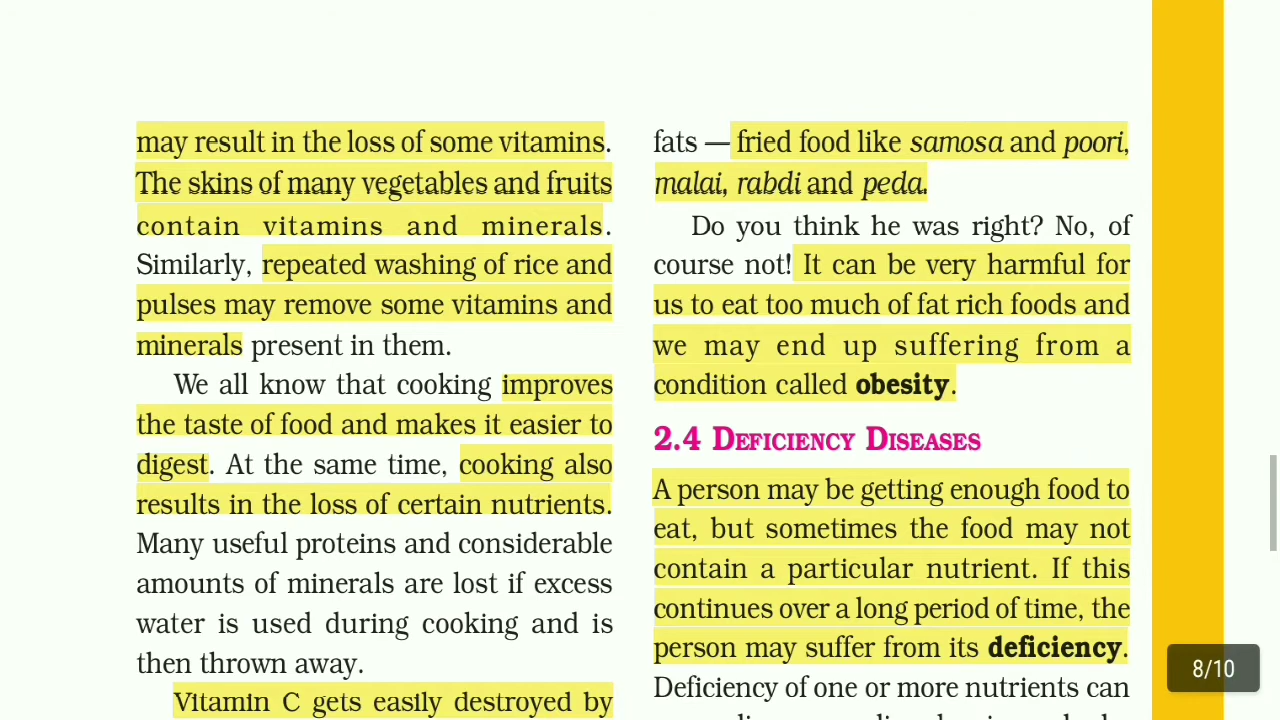 may result in the loss of some vitamins.
The skins of many vegetables and fruits
contain vitamins and minerals.
Similarly, repeated washing of rice and
pulses may remove some vitamins and
minerals present in them.
We all know that cooking improves
the taste of food and makes it easier to
digest. At the same time, cooking also
results in the loss of certain nutrients.
Many useful proteins and considerable
amounts of minerals are lost if excess
water is used during cooking and is
then thrown away.
Vitamin C gets easily destroyed by
fats — fried food like samosa and poori,
malai, rabdi and peda.
Do you think he was right? No, of
course not! It can be very harmful for
us to eat too much of fat rich foods and
we may end up suffering from a
condition called obesity.
2.4 DEFICIENCY DISEASES
A person may be getting enough food to
eat, but sometimes the food may not
contain a particular nutrient. If this
continues over a long period of time, the
person may suffer from its deficiency.
Deficiency of one or more nutrients can
8/10